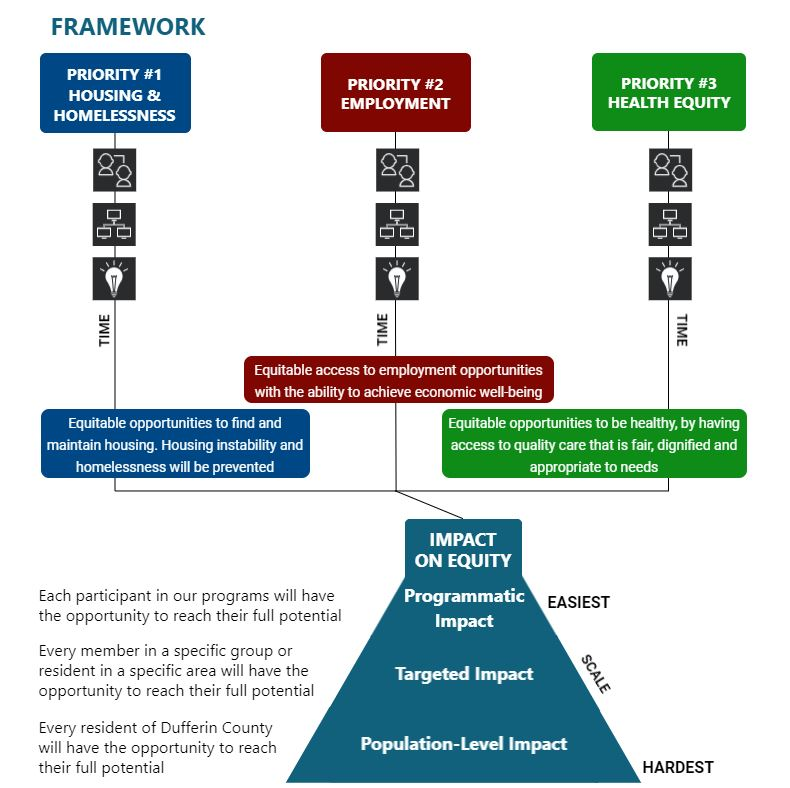 FRAMEWORK
PRIORITY #1
HOUSING &
HOMELESSNESS
PRIORITY #2
EMPLOYMENT
PRIORITY #3
HEALTH EQUITY
TIME
TIME
TIME
Equitable access to employment opportunities
with the ability to achieve economic well-being
Equitable opportunities to find and
maintain housing. Housing instability and
homelessness will be prevented
Equitable opportunities to be healthy, by having
access to quality care that is fair, dignified and
appropriate to needs
IMPACT
ON EQUITY
Each participant in our programs will have
the opportunity to reach their full potential
Programmatic
Impact
EASIEST
Every member in a specific group or
resident in a specific area will have the
opportunity to reach their full potential
Targeted Impact
SCALE
Every resident of Dufferin County
will have the opportunity to reach
their full potential
Population-Level Impact
HARDEST